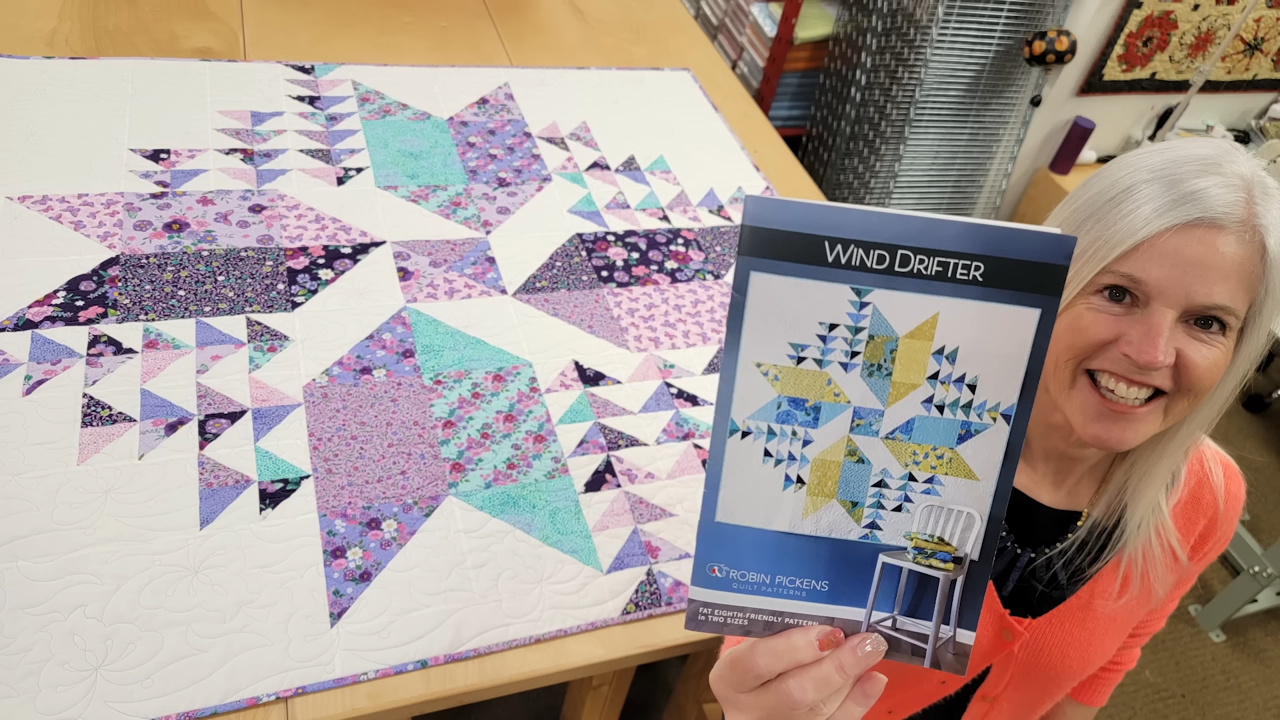 WIND DRIFTER
ROBIN PICKENS
QUILT PATTERNS
FAT EIGHTH-FRIENDLY PATTERN
in TWO SIZES